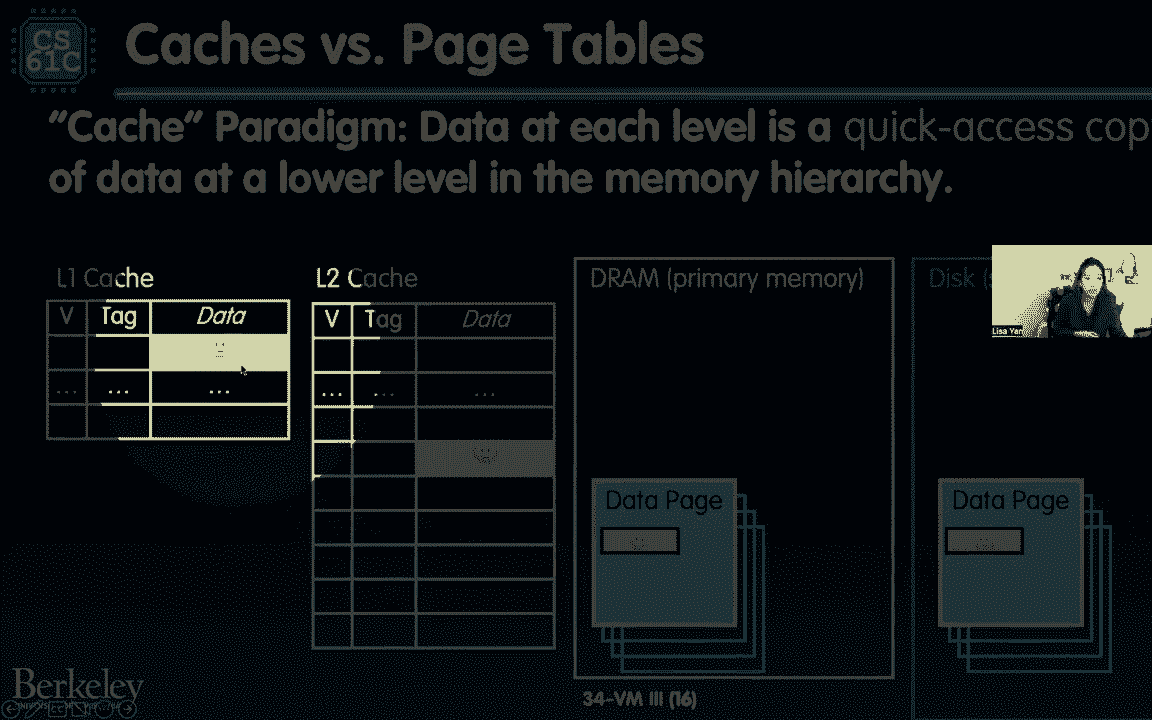 CS
61C
Caches vs. Page Tables
"Cache" Paradigm: Data at each level is a quick-access cop
of data at a lower level in the memory hierarchy.
L1 Cache
V Tag Data
... ... ...
L2 Cache
V Tag Data
... ... ...
DRAM (primary memory)
Data Page
Disk (s
Data Page
Lisa Yan
Berkeley
34-VM III (16)